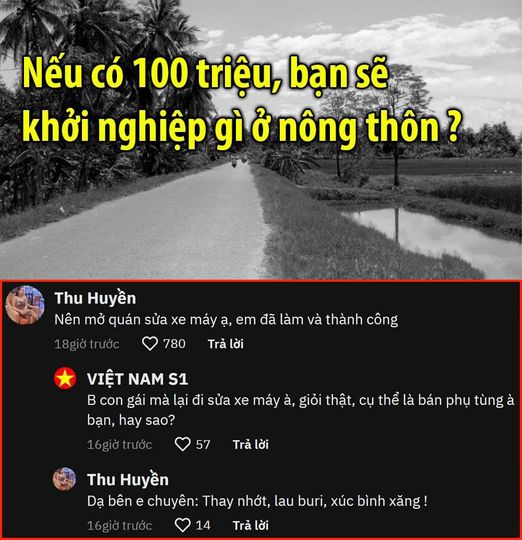 Nếu có 100 triệu, bạn sẽ
khởi nghiệp gì ở nông thôn ?
Thu Huyền
Nên mở quán sửa xe máy ạ, em đã làm và thành công
18giờ trước 780 Trả lời
VIỆT NAM S1
B con gái mà lại đi sửa xe máy à, giỏi thật, cụ thể là bán phụ tùng à
bạn, hay sao?
16giờ trước 57 Trả lời
Thu Huyền
Dạ bên e chuyên: Thay nhớt, lau buri, xúc bình xăng !
16giờ trước 14 Trả lời